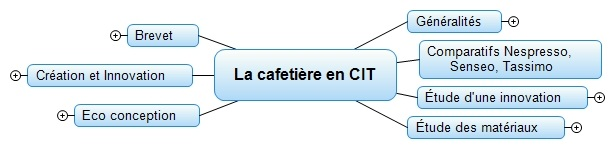 Brevet
Création et Innovation
Eco conception
La cafetière en CIT
Généralités
Comparatifs Nespresso,
Senseo, Tassimo
Étude d'une innovation
Étude des matériaux